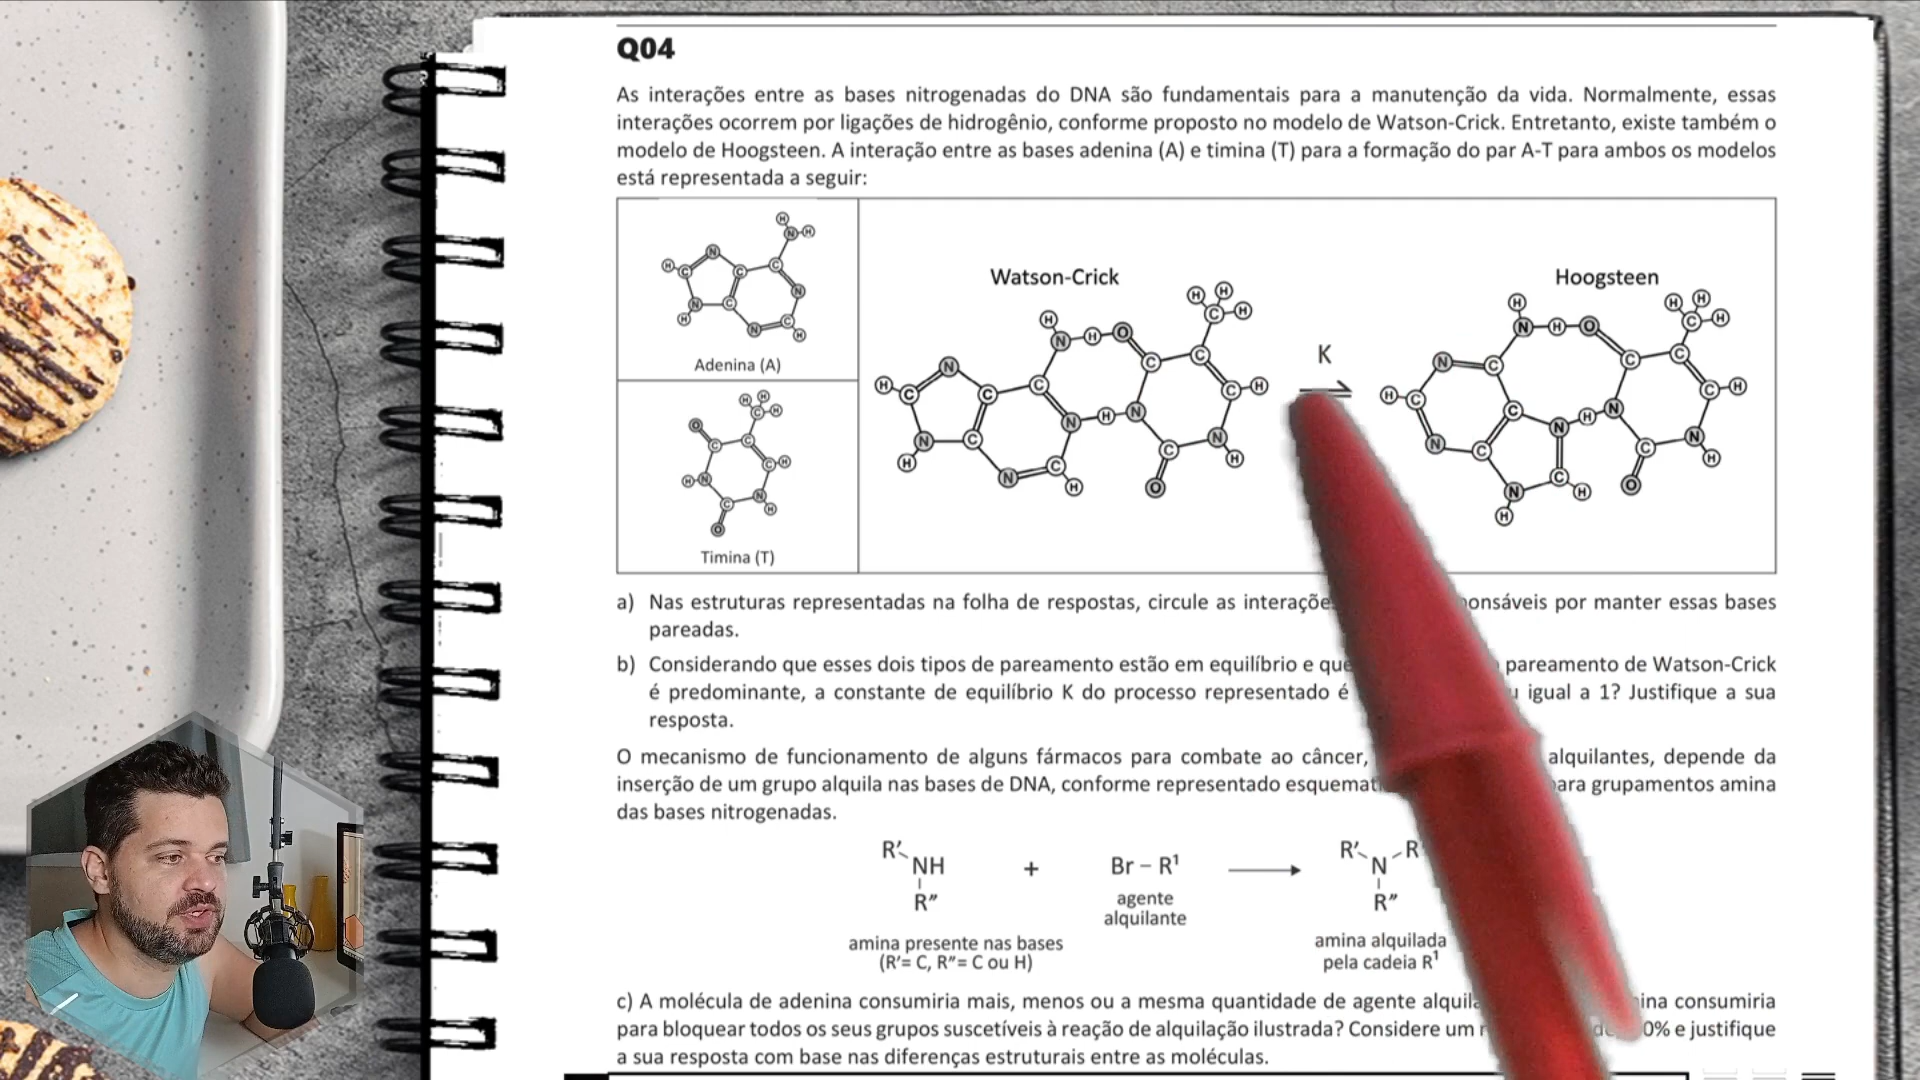 Q04
As interações entre as bases nitrogenadas do DNA são fundamentais para a manutenção da vida. Normalmente, essas
interações ocorrem por ligações de hidrogênio, conforme proposto no modelo de Watson-Crick. Entretanto, existe também o
modelo de Hoogsteen. A interação entre as bases adenina (A) e timina (T) para a formação do par A-T para ambos os modelos
está representada a seguir:
Adenina (A)
Timina (T)
Watson-Crick
K
Hoogsteen
a) Nas estruturas representadas na folha de respostas, circule as por manter essas bases
pareadas.
b) Considerando que esses dois tipos de pareamento estão em equilíbrio e que pareamento de Watson-Crick
é predominante, a constante de equilíbrio K do processo representado é igual a 1? Justifique a sua
resposta.
O mecanismo de funcionamento de alguns fármacos para combate ao câncer, alquilantes, depende da
inserção de um grupo alquila nas bases de DNA, conforme representado grupamentos amina
das bases nitrogenadas.
R' NH R"
+
Br – R¹
R' N R"
agente
alquilante
amina presente nas bases
(R'= C, R"= C ou H)
amina alquilada
pela cadeia R¹
c) A molécula de adenina consumiria mais, menos ou a mesma quantidade de agente consumiria
para bloquear todos os seus grupos suscetíveis à reação de alquilação ilustrada? Considere um e justifique
a sua resposta com base nas diferenças estruturais entre as moléculas.